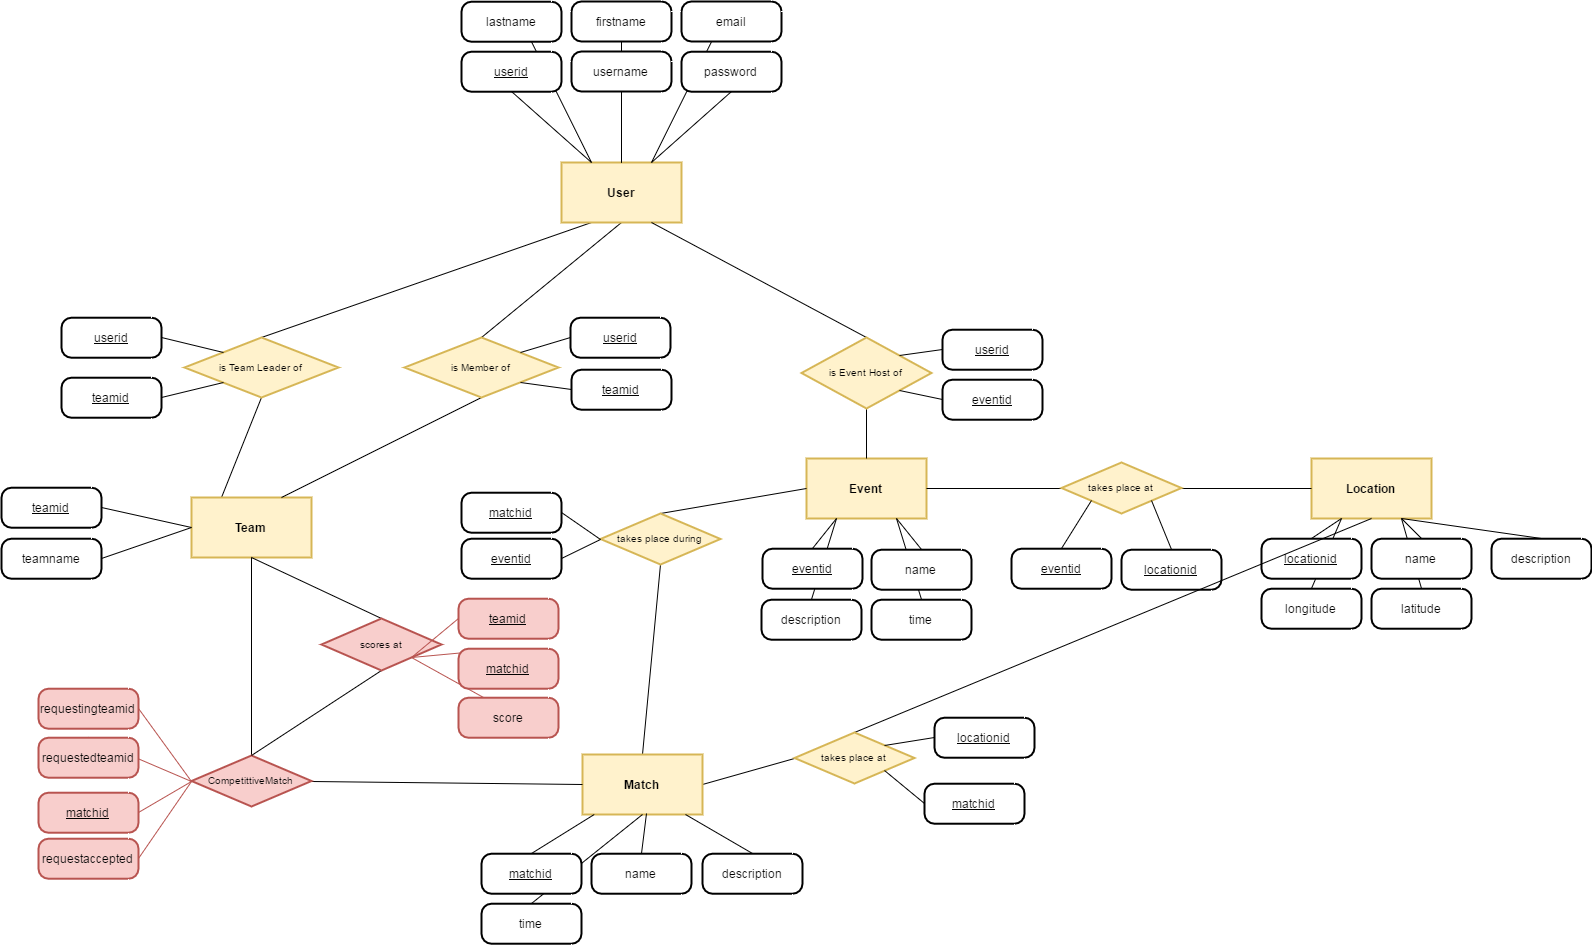 lastname
firstname
email
userid
username
password
User
userid
teamid
is Team Leader of
is Member of
userid
teamid
is Event Host of
userid
eventid
teamid
teamname
Team
matchid
eventid
takes place during
Event
takes place at
Location
eventid
name
description
time
eventid
locationid
locationid
name
description
longitude
latitude
scores at
teamid
matchid
score
requestingteamid
requestedteamid
matchid
requestaccepted
CompetittiveMatch
Match
takes place at
locationid
matchid
matchid
name
description
time